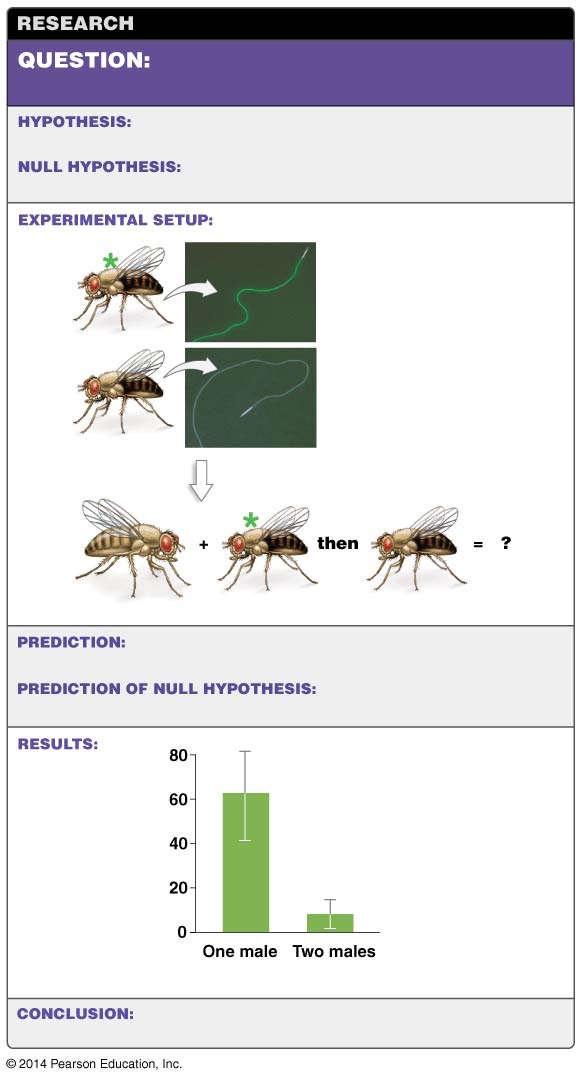 RESEARCH
QUESTION:
HYPOTHESIS:
NULL HYPOTHESIS:
EXPERIMENTAL SETUP:
*
*
+ then = ?
PREDICTION:
PREDICTION OF NULL HYPOTHESIS:
RESULTS:
80
60
40
20
0
One male Two males
CONCLUSION:
© 2014 Pearson Education, Inc.